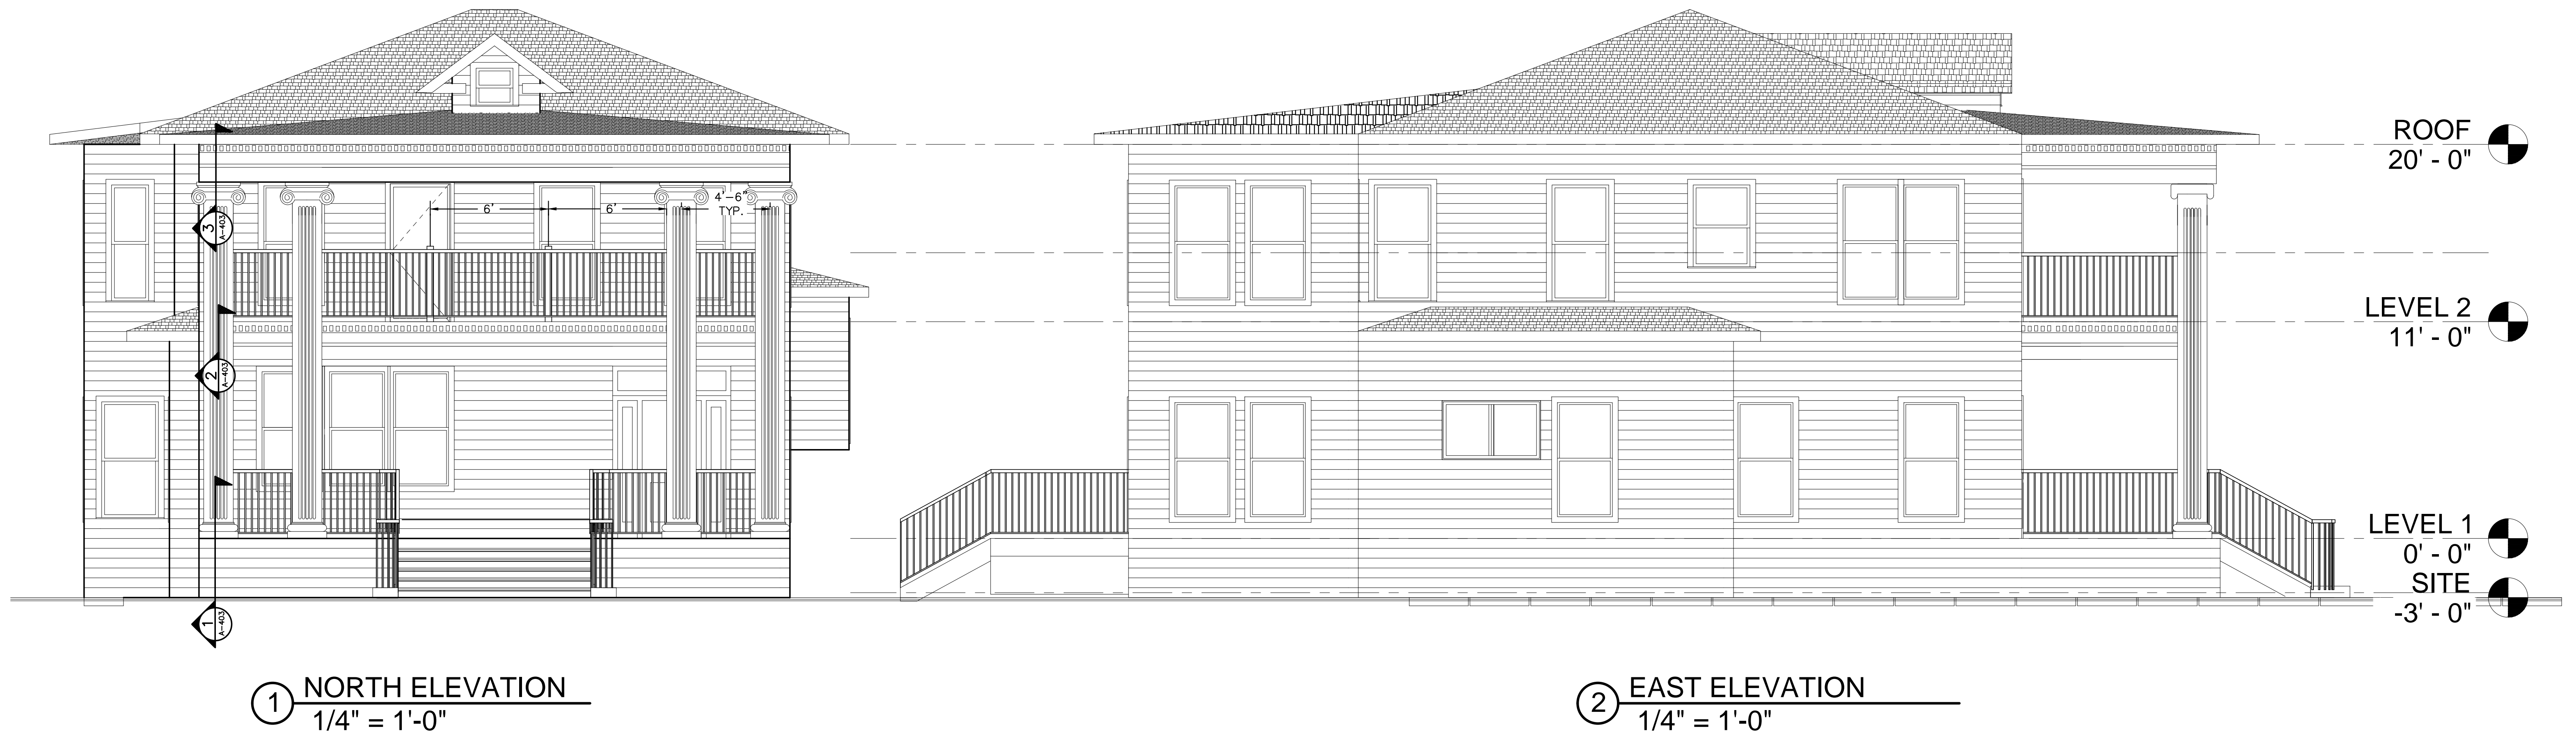 6'
6'
4'-6"
TYP.
3
A-403
2
A-403
1
A-403
ROOF
20' - 0"
LEVEL 2
11' - 0"
LEVEL 1
0' - 0"
SITE
-3' - 0"
1
NORTH ELEVATION
1/4" = 1'-0"
2
EAST ELEVATION
1/4" = 1'-0"